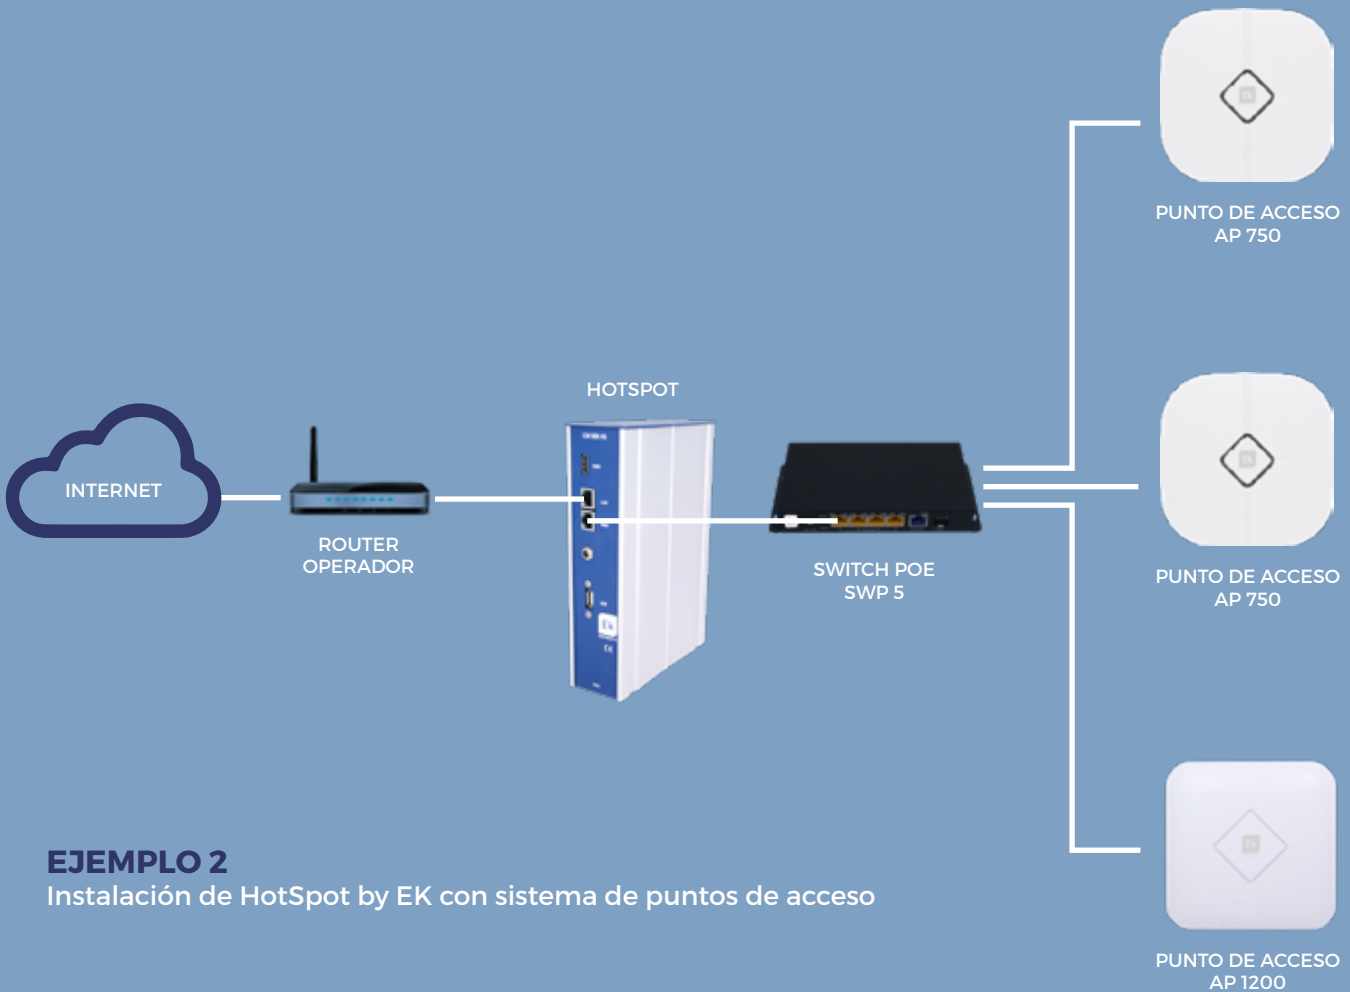 PUNTO DE ACCESO
AP 750
HOTSPOT
INTERNET
ROUTER
OPERADOR
SWITCH POE
SWP 5
Ek
PUNTO DE ACCESO
AP 750
EJEMPLO 2
Instalación de HotSpot by EK con sistema de puntos de acceso
PUNTO DE ACCESO
AP 1200